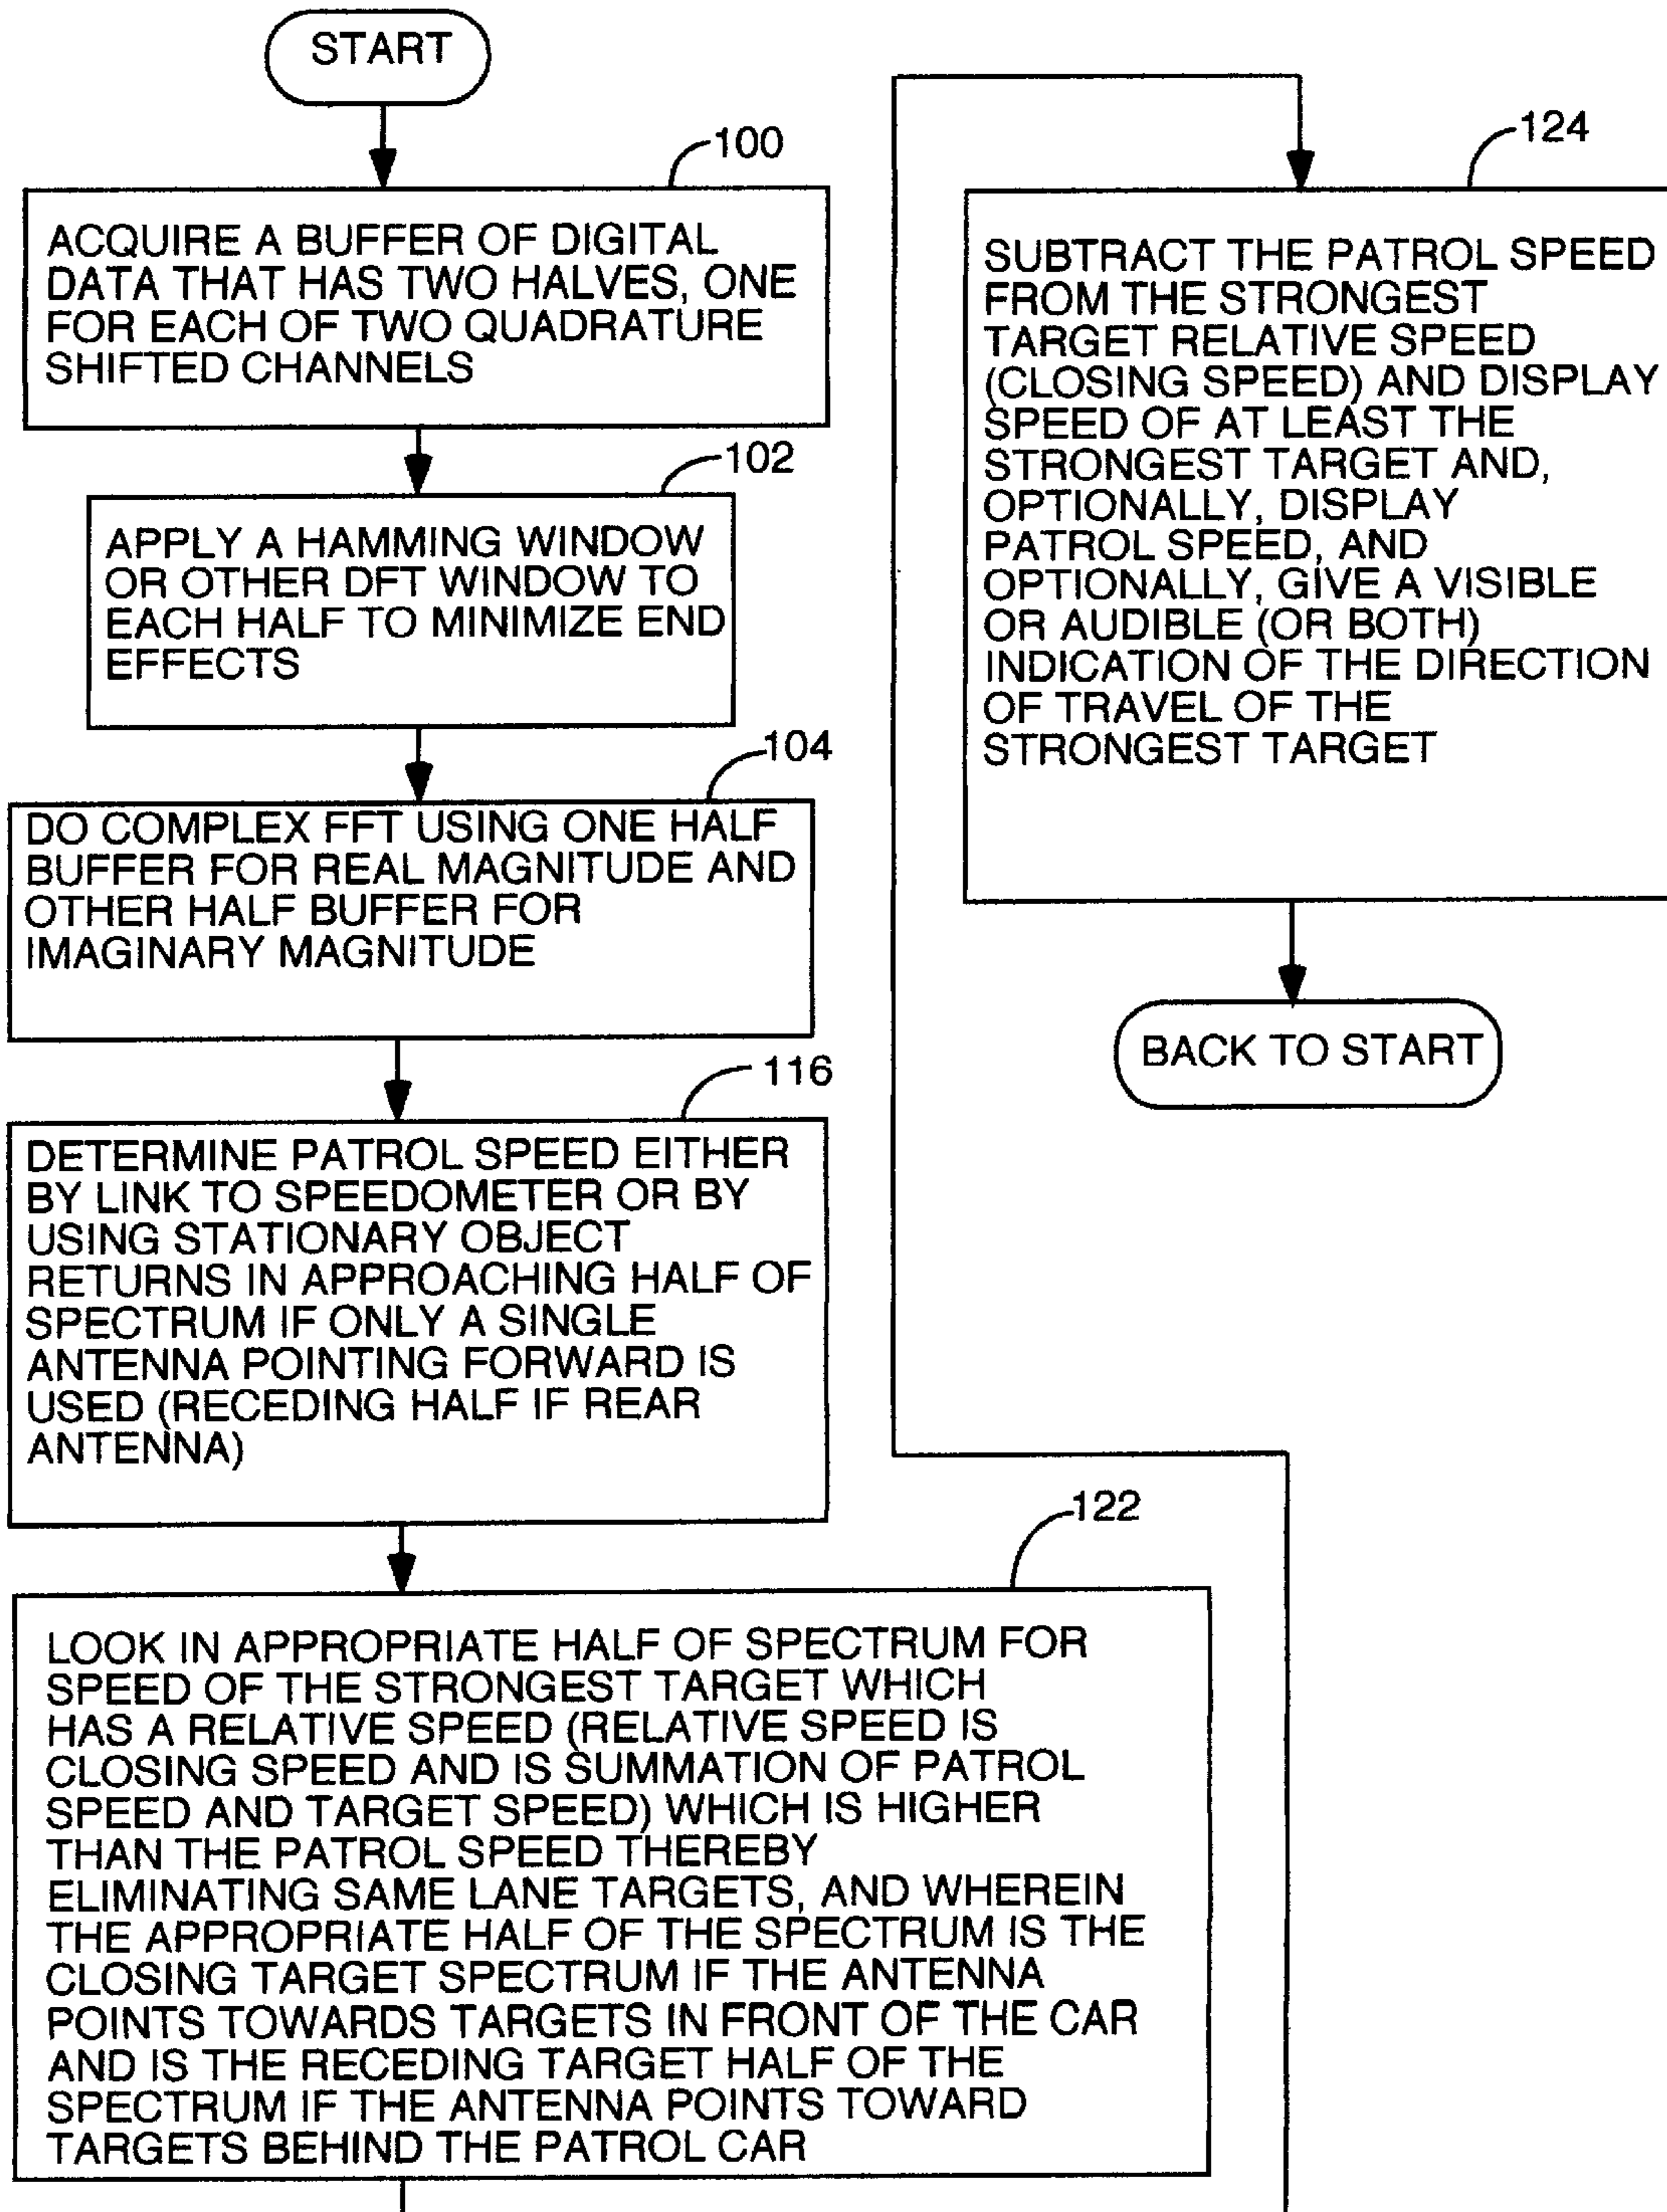 START
100
ACQUIRE A BUFFER OF DIGITAL
DATA THAT HAS TWO HALVES, ONE
FOR EACH OF TWO QUADRATURE
SHIFTED CHANNELS
102
APPLY A HAMMING WINDOW
OR OTHER DFT WINDOW TO
EACH HALF TO MINIMIZE END
EFFECTS
104
DO COMPLEX FFT USING ONE HALF
BUFFER FOR REAL MAGNITUDE AND
OTHER HALF BUFFER FOR
IMAGINARY MAGNITUDE
116
DETERMINE PATROL SPEED EITHER
BY LINK TO SPEEDOMETER OR BY
USING STATIONARY OBJECT
RETURNS IN APPROACHING HALF OF
SPECTRUM IF ONLY A SINGLE
ANTENNA POINTING FORWARD IS
USED (RECEDING HALF IF REAR
ANTENNA)
122
LOOK IN APPROPRIATE HALF OF SPECTRUM FOR
SPEED OF THE STRONGEST TARGET WHICH
HAS A RELATIVE SPEED (RELATIVE SPEED IS
CLOSING SPEED AND IS SUMMATION OF PATROL
SPEED AND TARGET SPEED) WHICH IS HIGHER
THAN THE PATROL SPEED THEREBY
ELIMINATING SAME LANE TARGETS, AND WHEREIN
THE APPROPRIATE HALF OF THE SPECTRUM IS THE
CLOSING TARGET SPECTRUM IF THE ANTENNA
POINTS TOWARDS TARGETS IN FRONT OF THE CAR
AND IS THE RECEDING TARGET HALF OF THE
SPECTRUM IF THE ANTENNA POINTS TOWARD
TARGETS BEHIND THE PATROL CAR
124
SUBTRACT THE PATROL SPEED
FROM THE STRONGEST
TARGET RELATIVE SPEED
(CLOSING SPEED) AND DISPLAY
SPEED OF AT LEAST THE
STRONGEST TARGET AND,
OPTIONALLY, DISPLAY
PATROL SPEED, AND
OPTIONALLY, GIVE A VISIBLE
OR AUDIBLE (OR BOTH)
INDICATION OF THE DIRECTION
OF TRAVEL OF THE
STRONGEST TARGET
BACK TO START